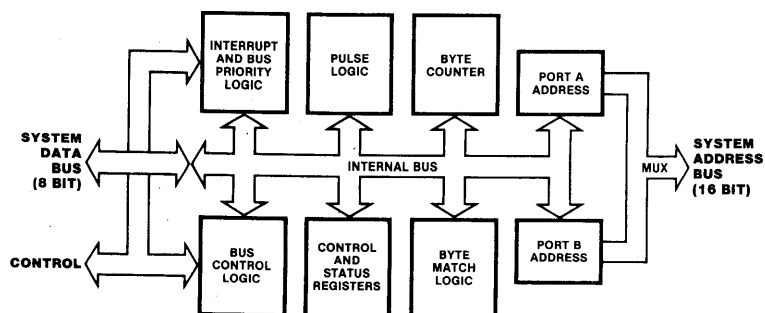 INTERRUPT
AND BUS
PRIORITY
LOGIC
PULSE
LOGIC
BYTE
COUNTER
PORT A
ADDRESS
SYSTEM
DATA
BUS
(8 BIT)
INTERNAL BUS
MUX
SYSTEM
ADDRESS
BUS
(16 BIT)
CONTROL
BUS
CONTROL
LOGIC
CONTROL
AND
STATUS
REGISTERS
BYTE
MATCH
LOGIC
PORT B
ADDRESS